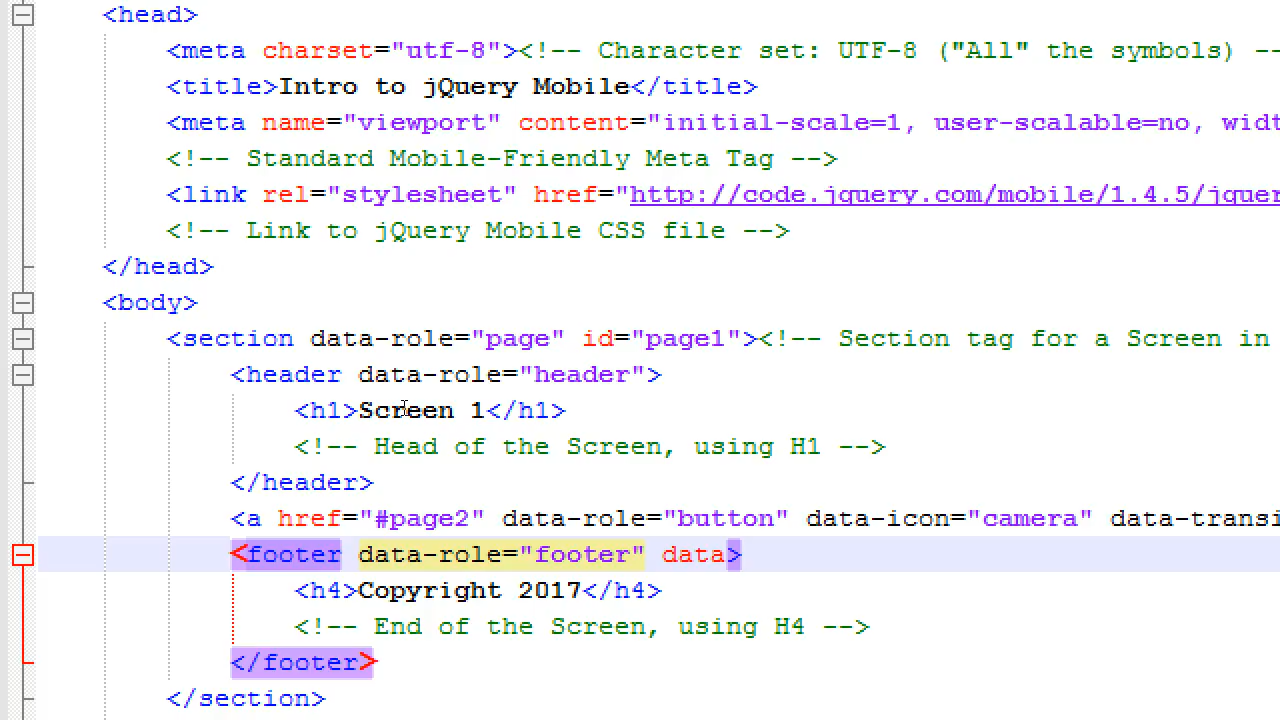 <head>
<meta charset="utf-8"><!-- Character set: UTF-8 ("All" the symbols) --
<title>Intro to jQuery Mobile</title>
<meta name="viewport" content="initial-scale=1, user-scalable=no, widt
<!-- Standard Mobile-Friendly Meta Tag -->
<link rel="stylesheet" href="http://code.jquery.com/mobile/1.4.5/jquer
<!-- Link to jQuery Mobile CSS file -->
</head>
<body>
<section data-role="page" id="page1"><!-- Section tag for a Screen in
<header data-role="header">
<h1>Screen 1</h1>
<!-- Head of the Screen, using H1 -->
</header>
<a href="#page2" data-role="button" data-icon="camera" data-transi
<footer data-role="footer" data>
<h4>Copyright 2017</h4>
<!-- End of the Screen, using H4 -->
</footer>
</section>